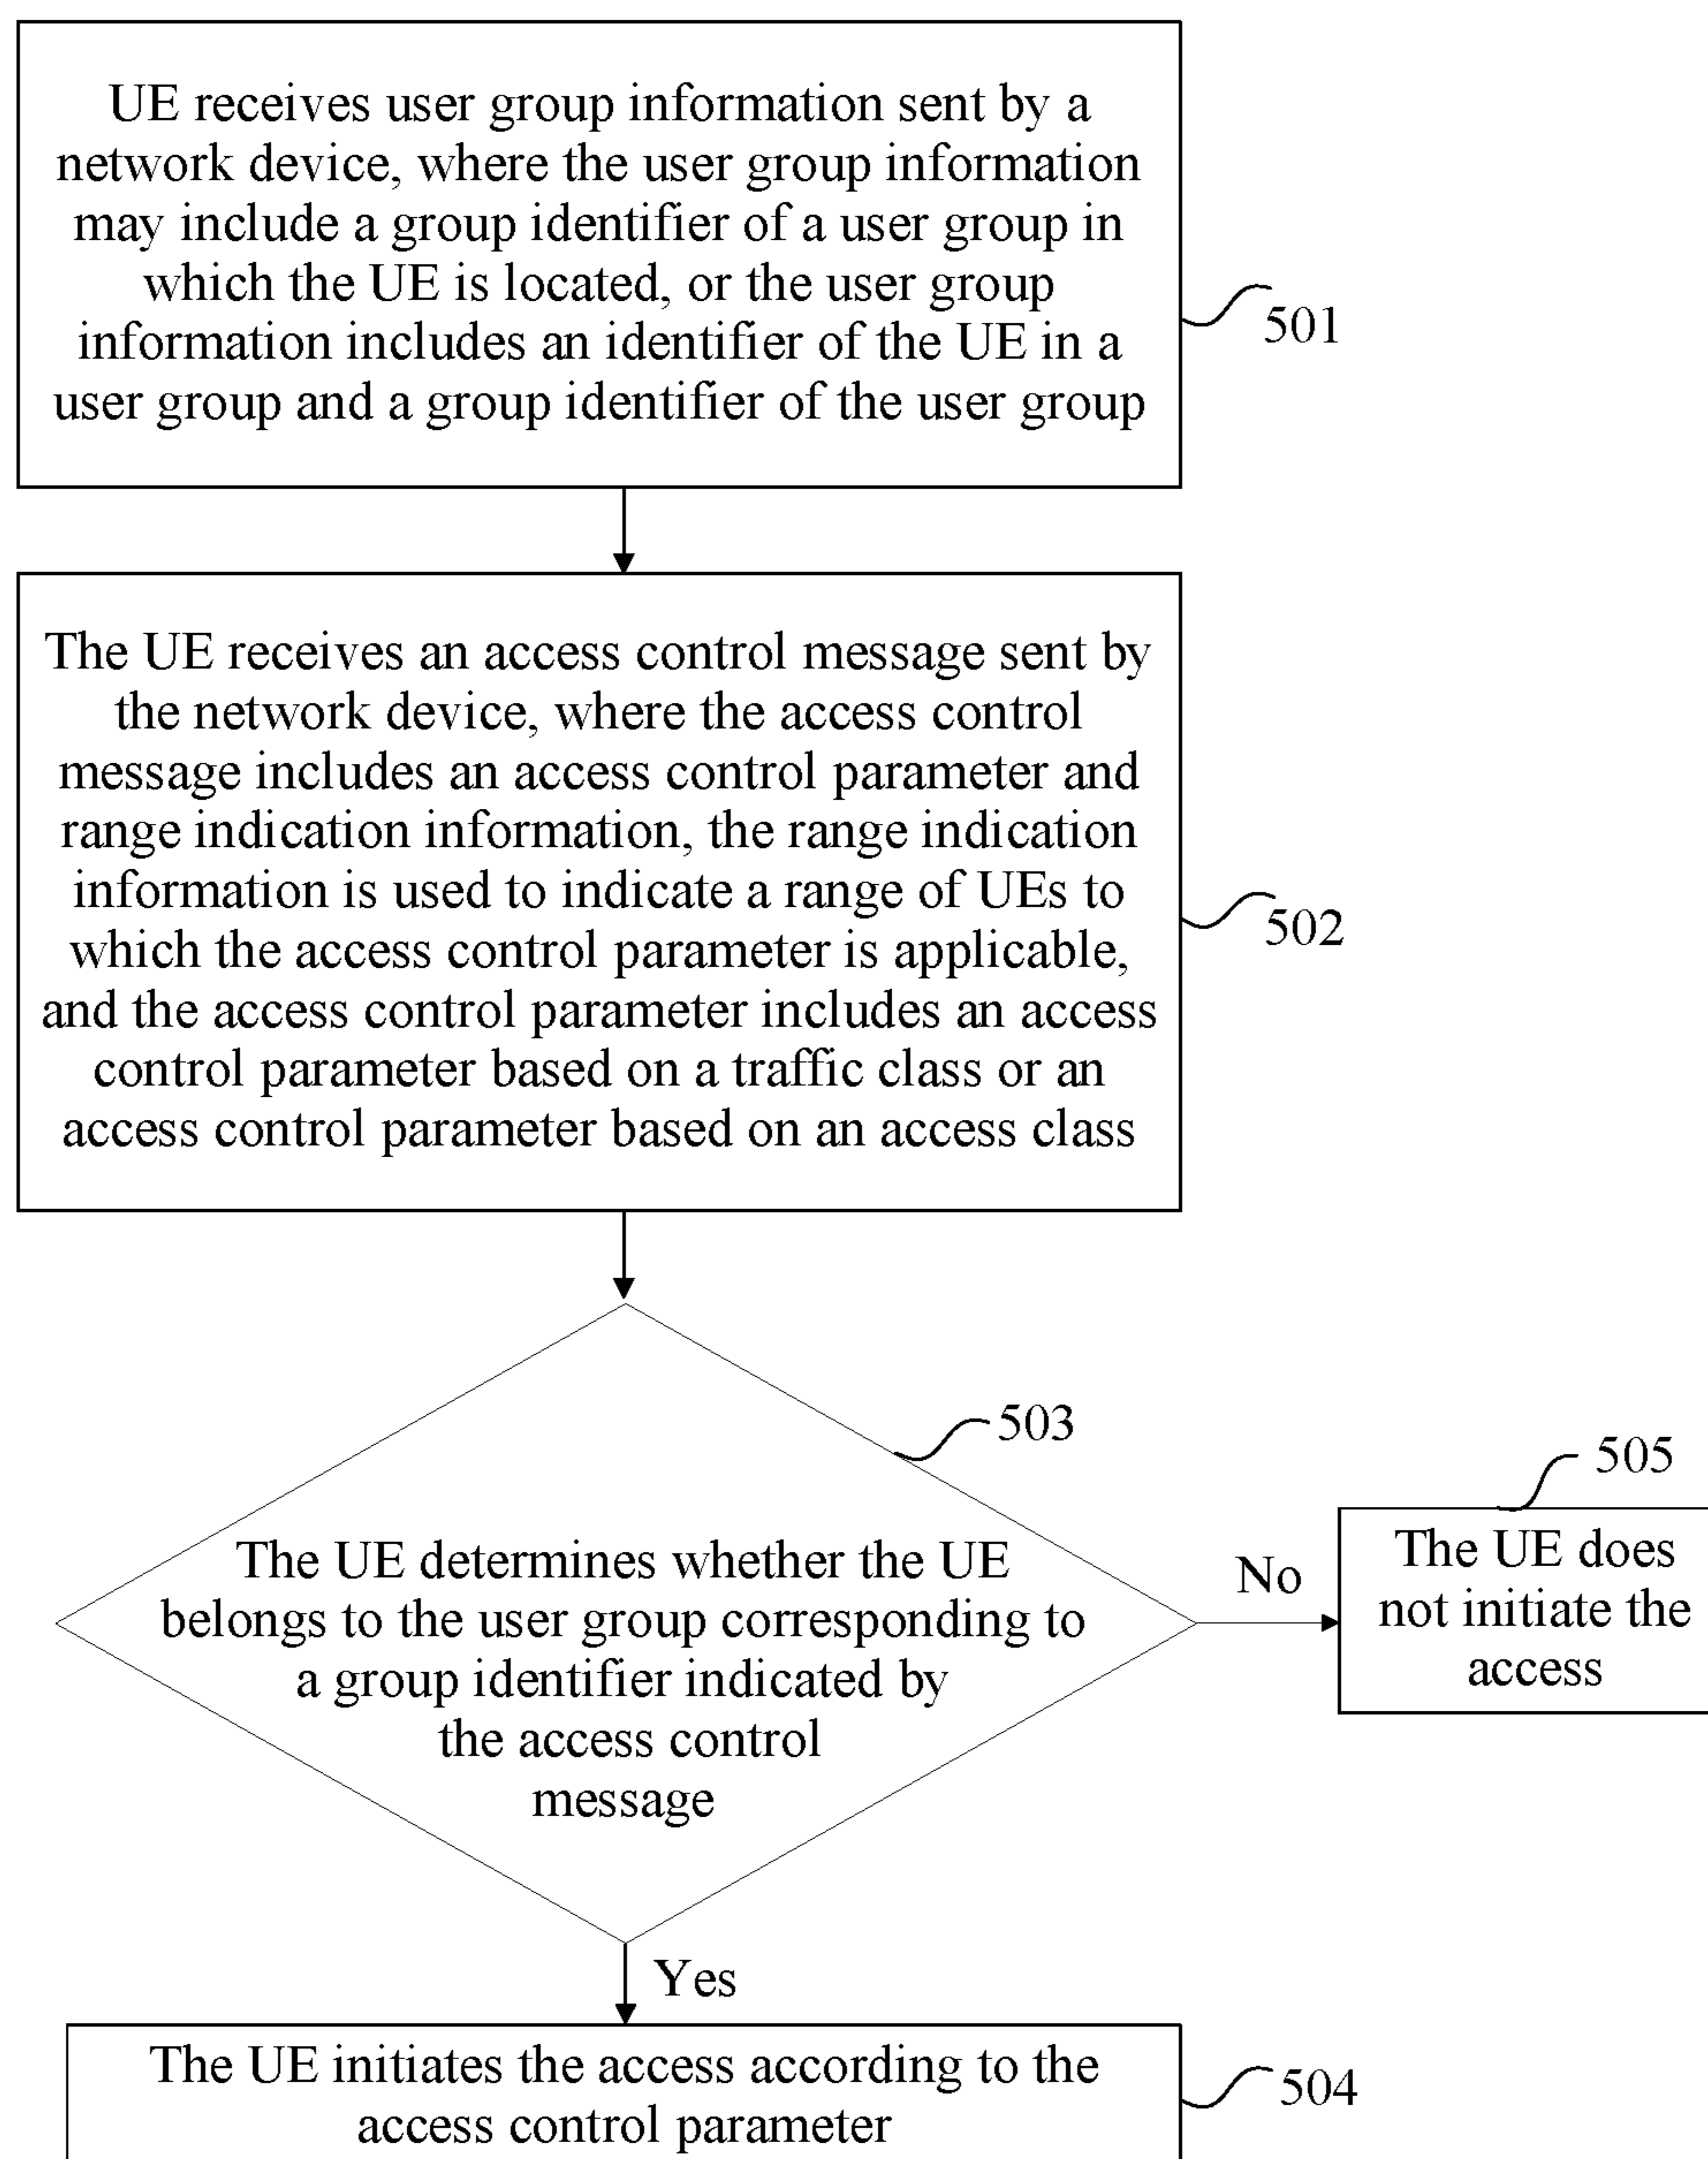 UE receives user group information sent by a
network device, where the user group information
may include a group identifier of a user group in
which the UE is located, or the user group
information includes an identifier of the UE in a
user group and a group identifier of the user group
501
The UE receives an access control message sent by
the network device, where the access control
message includes an access control parameter and
range indication information, the range indication
information is used to indicate a range of UEs to
which the access control parameter is applicable,
and the access control parameter includes an access
control parameter based on a traffic class or an
access control parameter based on an access class
502
503
The UE determines whether the UE
belongs to the user group corresponding to
a group identifier indicated by
the access control
message
No
505
The UE does
not initiate the
access
Yes
The UE initiates the access according to the
access control parameter
504